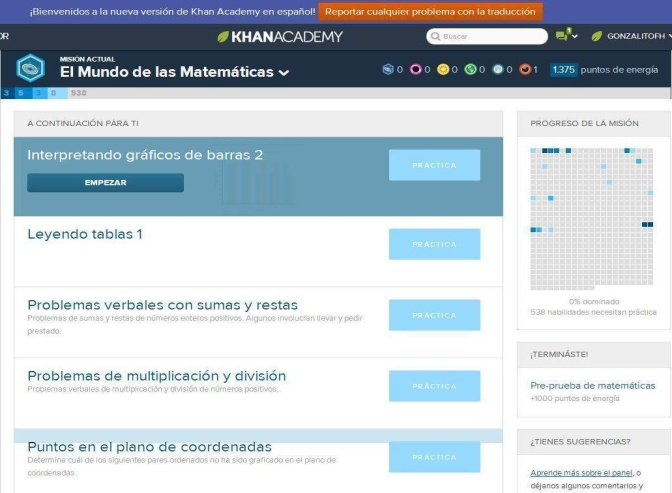 ¡Bienvenidos a la nueva versión de Khan Academy en español! Reportar cualquier problema con la traducción
OR
KHANACADEMY
Buscar
1
GONZALITOFH
MISIÓN ACTUAL
El Mundo de las Matemáticas
0 0 0 0 0 1 1.375 puntos de energía
3 5 3 8 538
A CONTINUACIÓN PARA TI
Interpretando gráficos de barras 2
EMPEZAR
PRÁCTICA
Leyendo tablas 1
PRÁCTICA
Problemas verbales con sumas y restas
Problemas de sumas y restas de números enteros positivos. Algunos involucran llevar y pedir
prestado.
PRÁCTICA
Problemas de multiplicación y división
Problemas verbales de multiplicación y división de números positivos.
PRÁCTICA
Puntos en el plano de coordenadas
Determina cuál de los siguientes pares ordenados no ha sido graficado en el plano de
coordenadas.
PRÁCTICA
PROGRESO DE LA MISIÓN
0% dominado
538 habilidades necesitan práctica
¡TERMINÁSTE!
Pre-prueba de matemáticas
+1000 puntos de energía
¿TIENES SUGERENCIAS?
Aprende más sobre el panel, o
déjanos algunos comentarios y